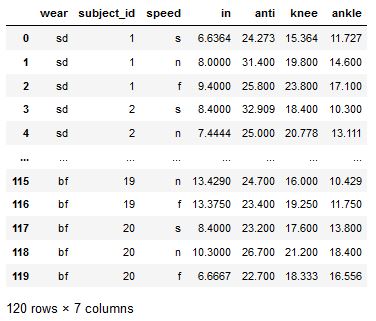 wear subject_id speed in anti knee ankle
0 sd 1 s 6.6364 24.273 15.364 11.727
1 sd 1 n 8.0000 31.400 19.800 14.600
2 sd 1 f 9.4000 25.800 23.800 17.100
3 sd 2 s 8.4000 32.909 18.400 10.300
4 sd 2 n 7.4444 25.000 20.778 13.111
... ... ... ... ... ... ... ...
115 bf 19 n 13.4290 24.700 16.000 10.429
116 bf 19 f 13.3750 23.400 19.250 11.750
117 bf 20 s 8.4000 23.200 17.600 13.800
118 bf 20 n 10.3000 26.700 21.200 18.400
119 bf 20 f 6.6667 22.700 18.333 16.556
120 rows × 7 columns